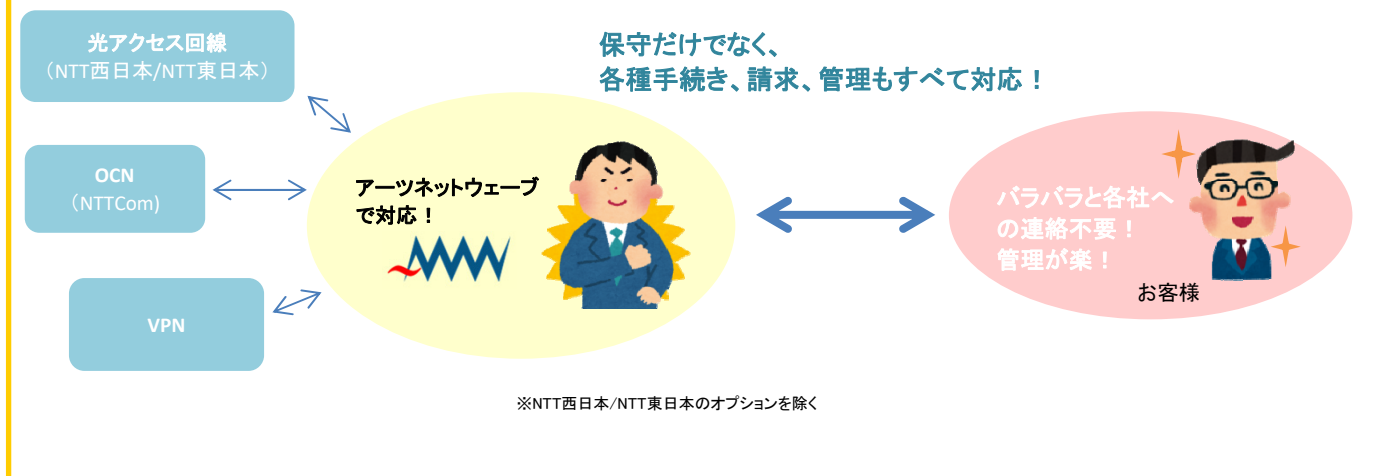 光アクセス回線
（NTT西日本/NTT東日本）
保守だけでなく、
各種手続き、請求、管理もすべて対応！
OCN
（NTTCom)
アーツネットウェーブ
で対応！
バラバラと各社へ
の連絡不要！
管理が楽！
お客様
VPN
※NTT西日本/NTT東日本のオプションを除く